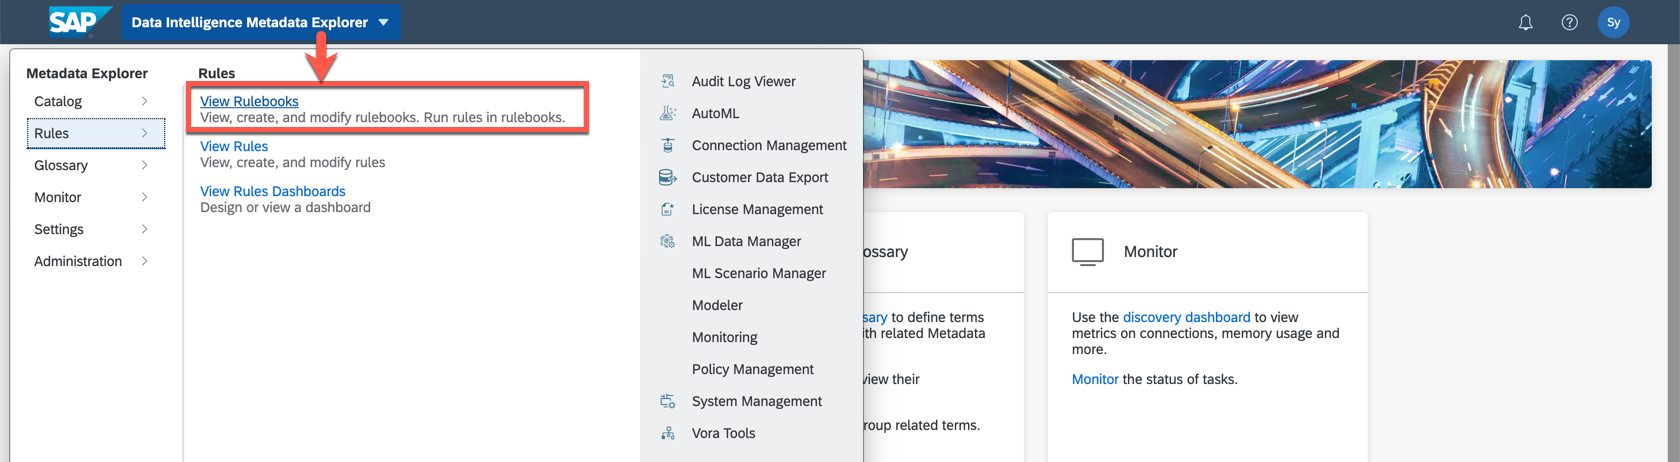 SAP
Data Intelligence Metadata Explorer
Sy
Metadata Explorer
Catalog
Rules
Glossary
Monitor
Settings
Administration
Rules
View Rulebooks
View, create, and modify rulebooks. Run rules in rulebooks.
View Rules
View, create, and modify rules
View Rules Dashboards
Design or view a dashboard
Audit Log Viewer
AutoML
Connection Management
Customer Data Export
License Management
ML Data Manager
ML Scenario Manager
Modeler
Monitoring
Policy Management
System Management
Vora Tools
ossary
sary to define terms
ith related Metadata
view their
roup related terms.
Monitor
Use the discovery dashboard to view
metrics on connections, memory usage and
more.
Monitor the status of tasks.